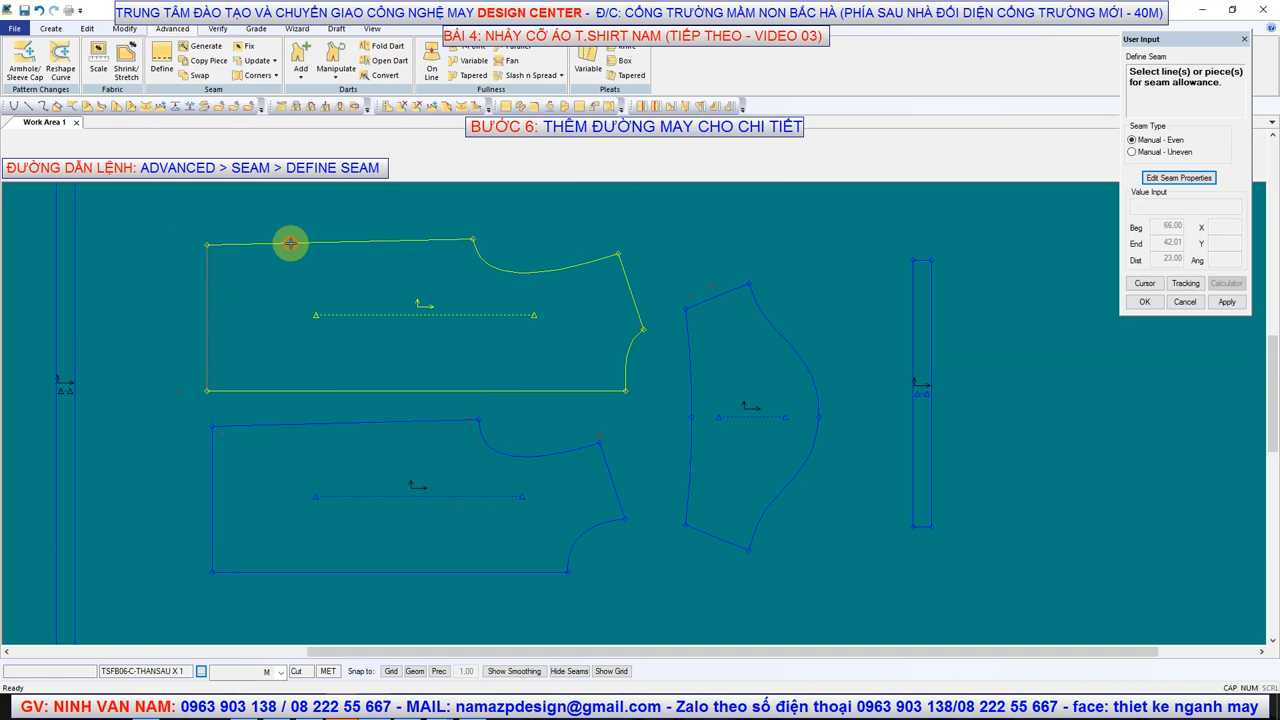 TRUNG TÂM ĐÀO TẠO VÀ CHUYỂN GIAO CÔNG NGHỆ MAY DESIGN CENTER - Đ/C: CỔNG TRƯỜNG MẦM NON BẮC HÀ (PHÍA SAU NHÀ ĐỐI DIỆN CỔNG TRƯỜNG MỚI - 40M)
File Create Edit Modify Advanced Verify Grade Wizard Dart View
BÀI 4: NHẢY CỠ ÁO T.SHIRT NAM (TIẾP THEO - VIDEO 03)
Armhole/ Sleeve Cap Reshape Curve Scale Shrink/ Stretch Define Generate Fix Add Manipulate Fold Dart On Line Parallel Variable Box
Copy Piece Update Open Dart Variable Fan Knife
Swap Corners Convert Tapered Slash n Spread Tapered
Pattern Changes Fabric Seam Darts Fullness Pleats
Work Area 1
BƯỚC 6: THÊM ĐƯỜNG MAY CHO CHI TIẾT
ĐƯỜNG DẪN LỆNH: ADVANCED > SEAM > DEFINE SEAM
User Input
Define Seam
Select line(s) or piece(s)
for seam allowance.
Seam Type
Manual - Even
Manual - Uneven
Edit Seam Properties
Value Input
Beg 66,00 X
End 42,01 Y
Dist 23,00 Ang
Cursor Tracking Calculator
OK Cancel Apply
TSFB06-C-THANSAU X 1 ... M Cut MET Snap to: Grid Geom Prec 1,00 Show Smoothing Hide Seams Show Grid
Ready CAP NUM SCRL
GV: NINH VAN NAM: 0963 903 138 / 08 222 55 667 - MAIL: namazpdesign@gmail.com - Zalo theo số điện thoại 0963 903 138/08 222 55 667 - face: thiet ke nganh may